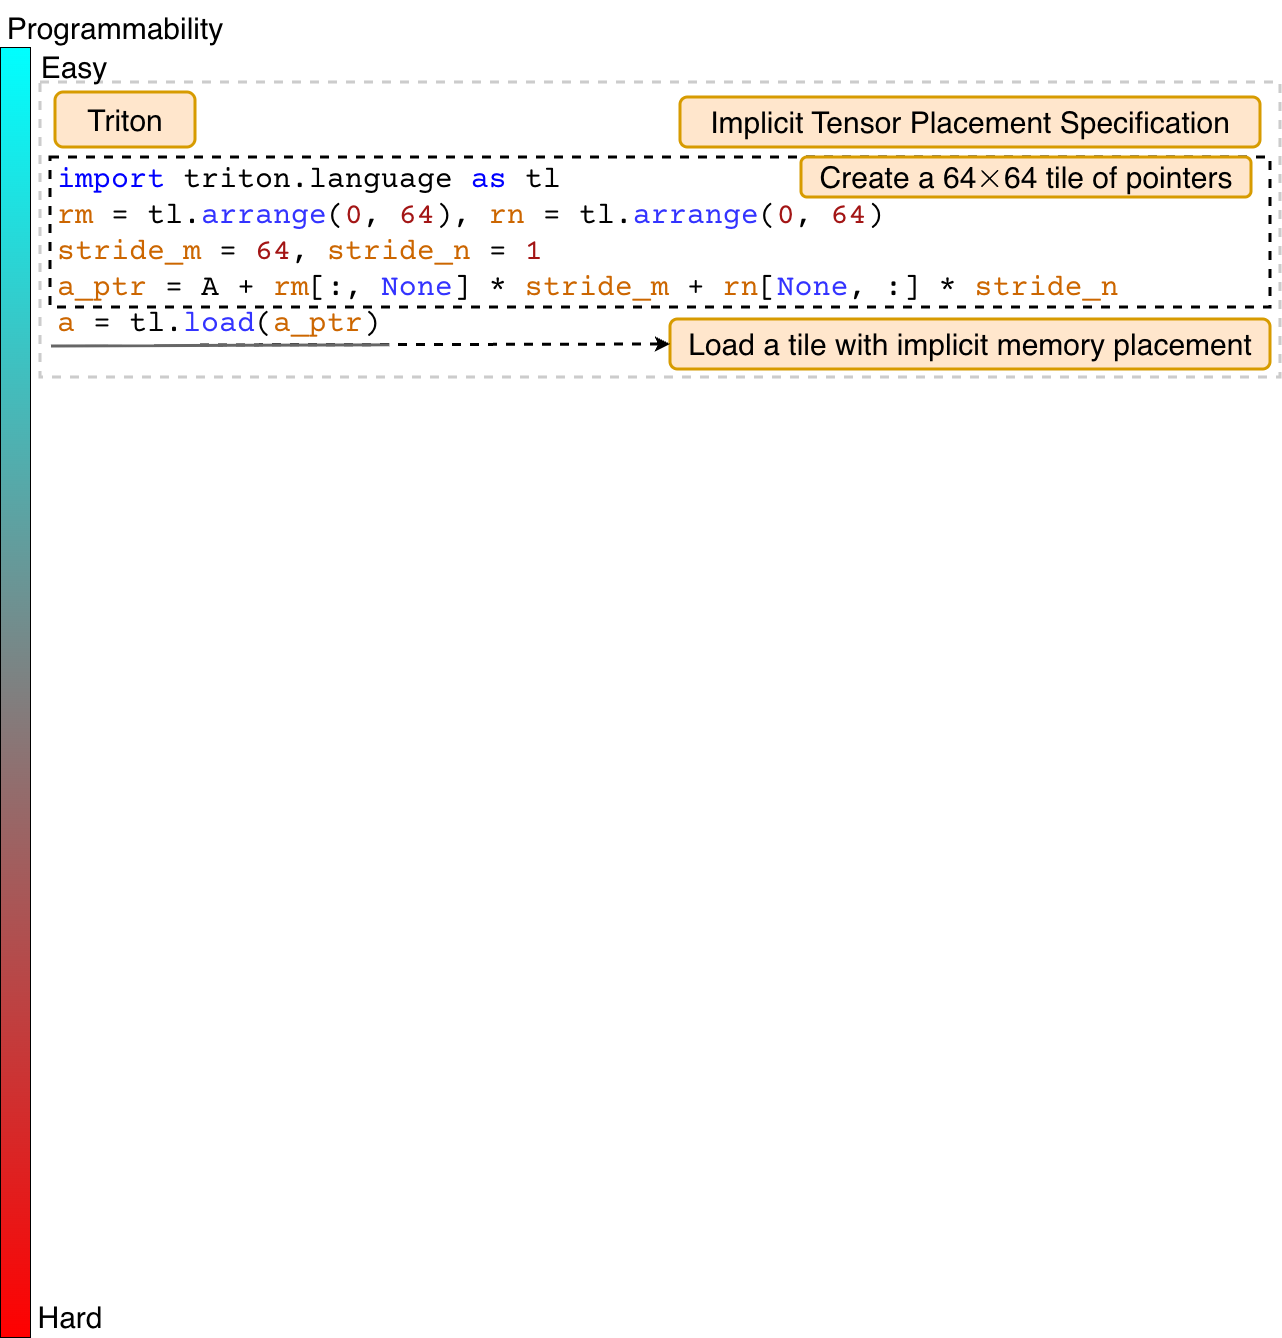 Programmability
Easy
Triton
Implicit Tensor Placement Specification
import triton.language as tl
Create a 64×64 tile of pointers
rm = tl.arrange(0, 64), rn = tl.arrange(0, 64)
stride_m = 64, stride_n = 1
a_ptr = A + rm[:, None] * stride_m + rn[None, :] * stride_n
a = tl.load(a_ptr)
Load a tile with implicit memory placement
Hard